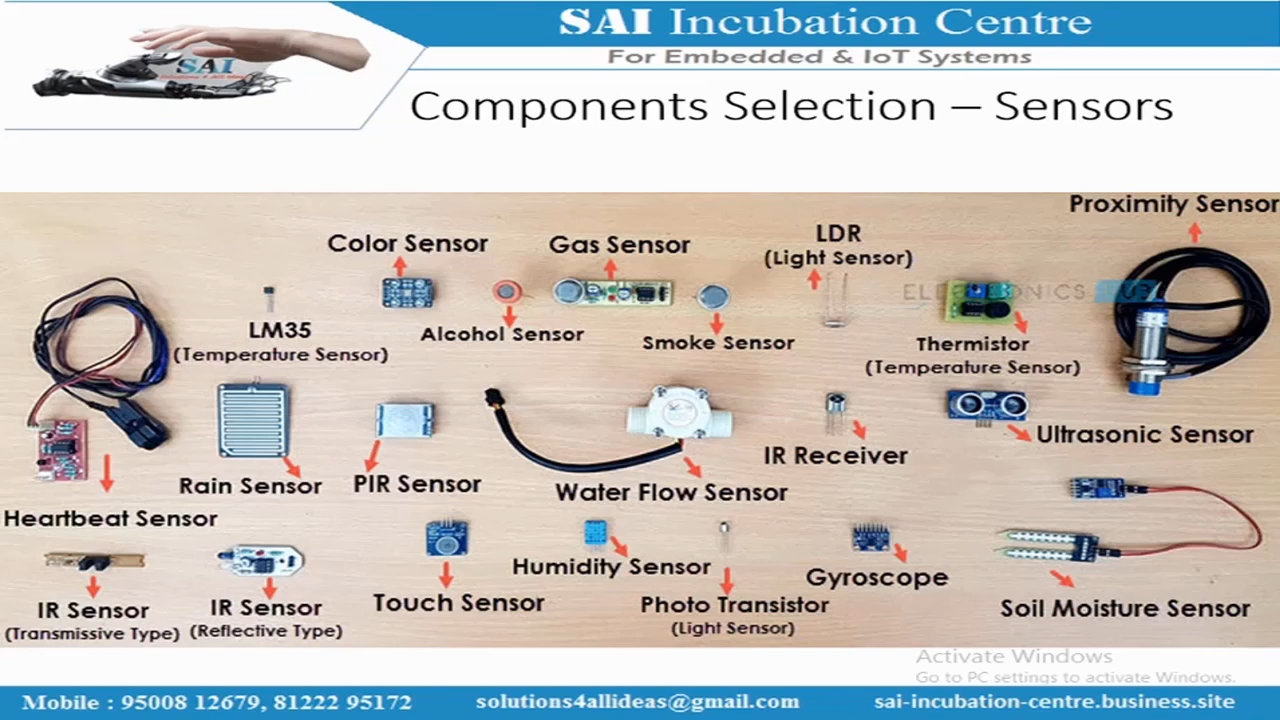 SAI Incubation Centre
For Embedded & IoT Systems
SAI
Components Selection – Sensors
Proximity Sensor
Color Sensor
Gas Sensor
LDR
(Light Sensor)
LM35
(Temperature Sensor)
Alcohol Sensor
Smoke Sensor
Thermistor
(Temperature Sensor)
Rain Sensor
PIR Sensor
Water Flow Sensor
IR Receiver
Ultrasonic Sensor
Heartbeat Sensor
IR Sensor
(Transmissive Type)
IR Sensor
(Reflective Type)
Touch Sensor
Humidity Sensor
Photo Transistor
(Light Sensor)
Gyroscope
Soil Moisture Sensor
Activate Windows
Go to PC settings to activate Windows.
Mobile : 95008 12679, 81222 95172
solutions4allideas@gmail.com
sai-incubation-centre.business.site